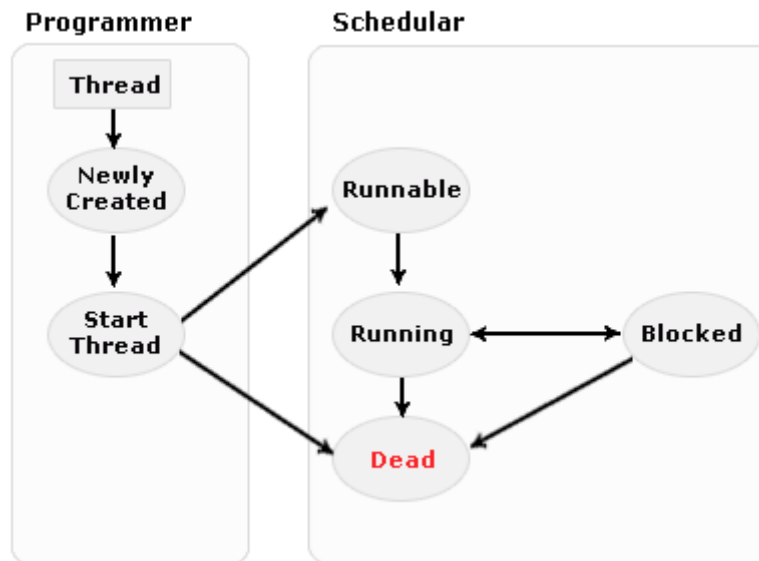 Programmer
Schedular
Thread
Newly
Created
Start
Thread
Runnable
Running
Blocked
Dead